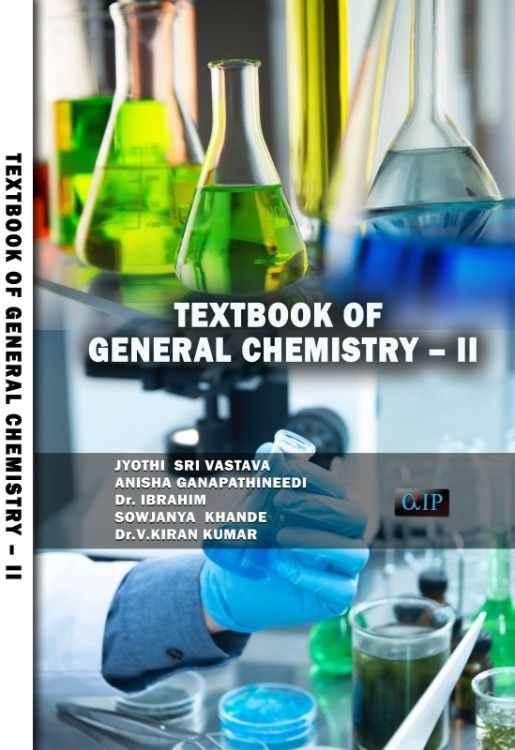 TEXTBOOK OF GENERAL CHEMISTRY – II
TEXTBOOK OF
GENERAL CHEMISTRY – II
JYOTHI SRI VASTAVA
ANISHA GANAPATHINEEDI
Dr. IBRAHIM
SOWJANYA KHANDE
Dr.V.KIRAN KUMAR
αIP